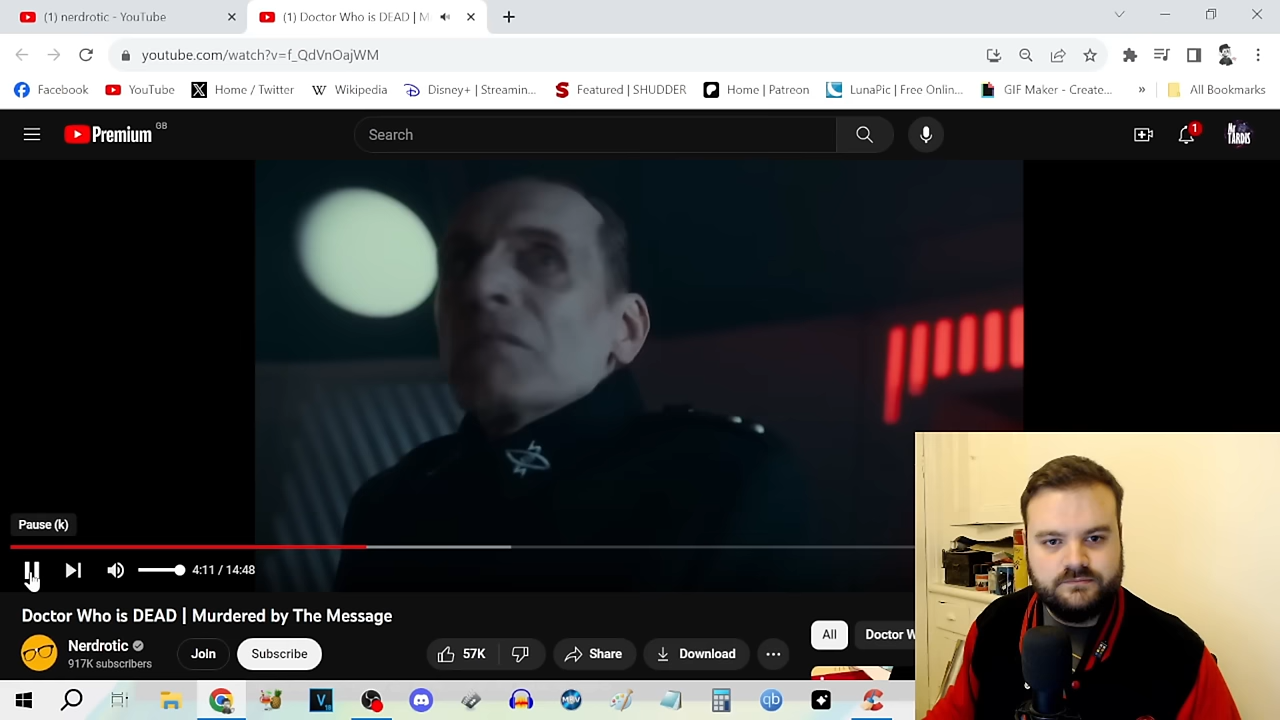 (1) nerdrotic - YouTube
(1) Doctor Who is DEAD | M
youtube.com/watch?v=f_QdVnOajWM
Facebook
YouTube
Home / Twitter
Wikipedia
Disney+ | Streamin...
Featured | SHUDDER
Home | Patreon
LunaPic | Free Onlin...
GIF Maker - Create...
»
All Bookmarks
Premium GB
Search
1
Mr TARDIS
Pause (k)
4:11 / 14:48
Doctor Who is DEAD | Murdered by The Message
Nerdrotic
917K subscribers
Join
Subscribe
57K
Share
Download
All
Doctor W